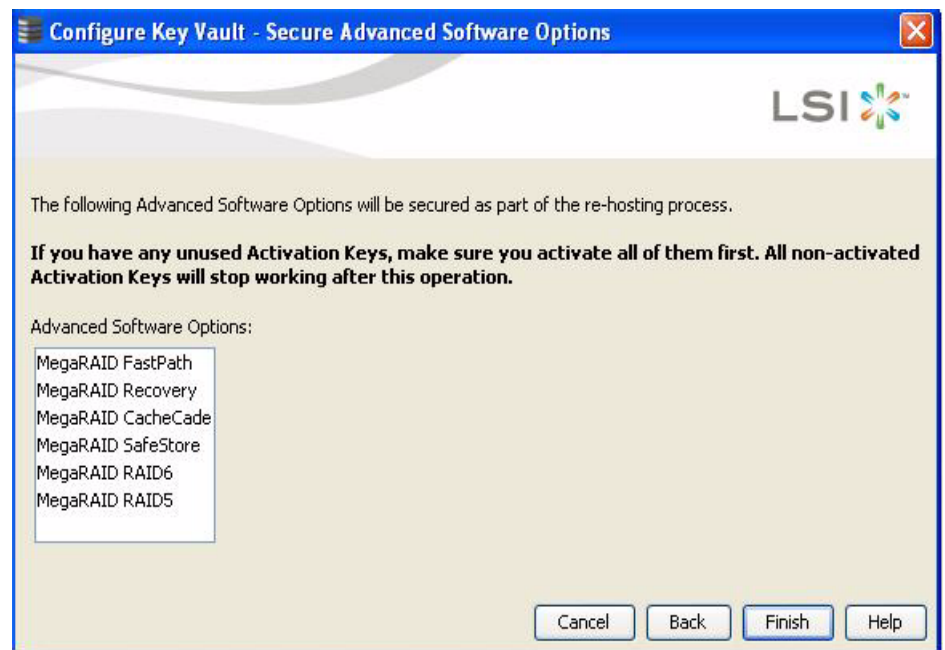 Configure Key Vault - Secure Advanced Software Options
LSI
The following Advanced Software Options will be secured as part of the re-hosting process.
If you have any unused Activation Keys, make sure you activate all of them first. All non-activated
Activation Keys will stop working after this operation.
Advanced Software Options:
MegaRAID FastPath
MegaRAID Recovery
MegaRAID CacheCade
MegaRAID SafeStore
MegaRAID RAID6
MegaRAID RAID5
Cancel
Back
Finish
Help